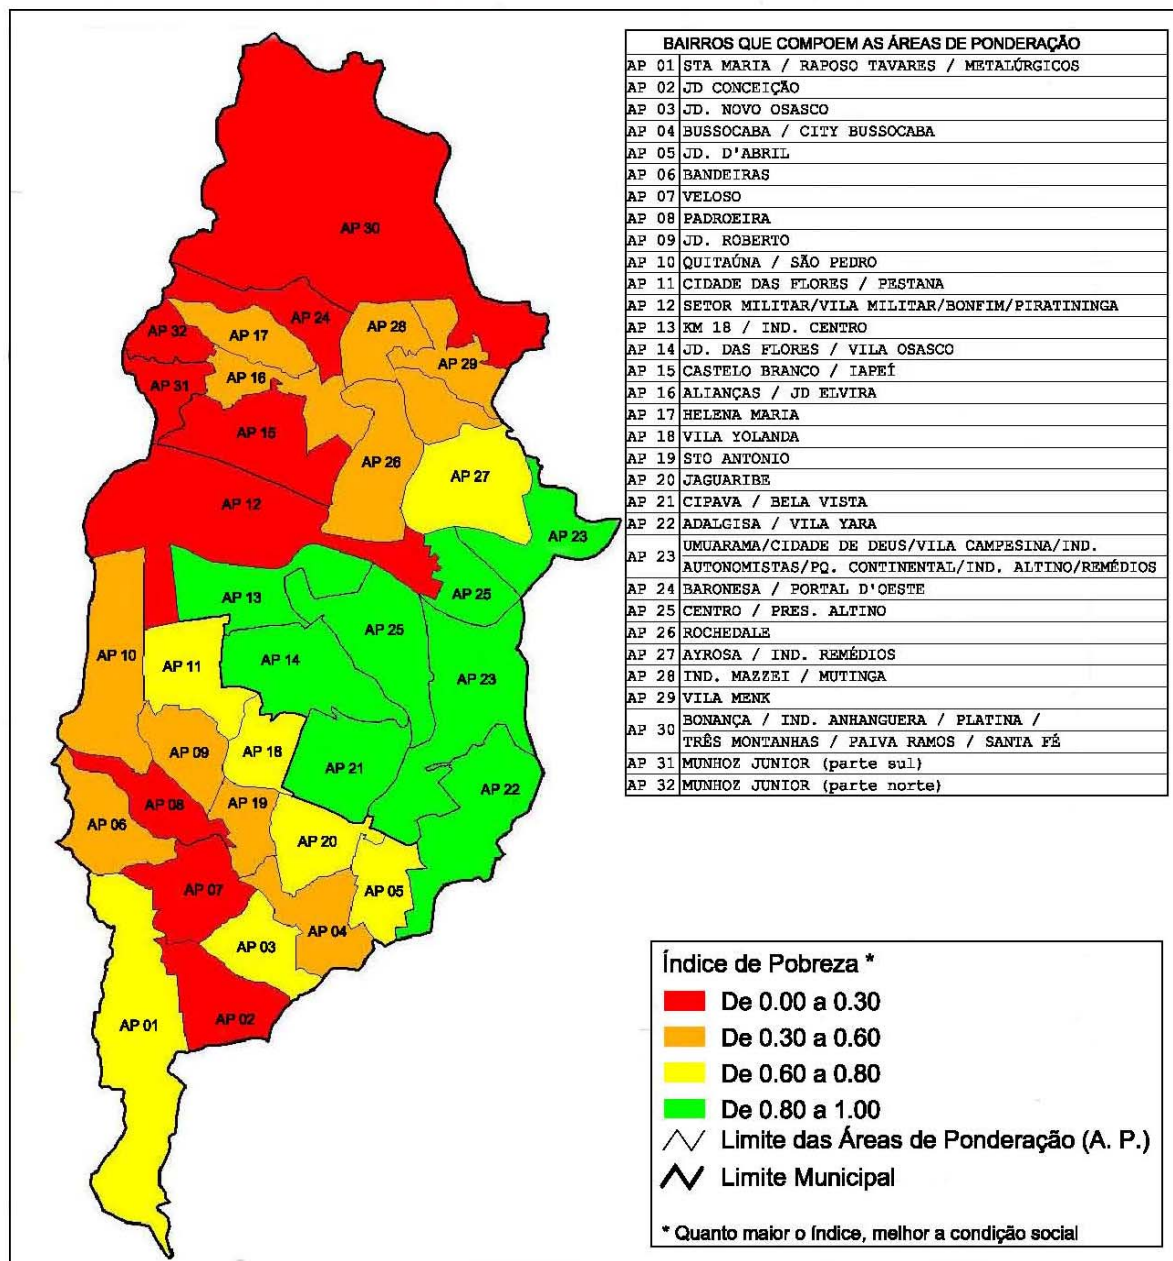 BAIRROS QUE COMPOEM AS ÁREAS DE PONDERAÇÃO
AP 01 STA MARIA / RAPOSO TAVARES / METALÚRGICOS
AP 02 JD CONCEIÇÃO
AP 03 JD. NOVO OSASCO
AP 04 BUSSOCABA / CITY BUSSOCABA
AP 05 JD. D'ABRIL
AP 06 BANDEIRAS
AP 07 VELOSO
AP 08 PADROEIRA
AP 09 JD. ROBERTO
AP 10 QUITAÚNA / SÃO PEDRO
AP 11 CIDADE DAS FLORES / PESTANA
AP 12 SETOR MILITAR/VILA MILITAR/BONFIM/PIRATININGA
AP 13 KM 18 / IND. CENTRO
AP 14 JD. DAS FLORES / VILA OSASCO
AP 15 CASTELO BRANCO / IAPEÍ
AP 16 ALIANÇAS / JD ELVIRA
AP 17 HELENA MARIA
AP 18 VILA YOLANDA
AP 19 STO ANTONIO
AP 20 JAGUARIBE
AP 21 CIPAVA / BELA VISTA
AP 22 ADALGISA / VILA YARA
AP 23 UMUARAMA/CIDADE DE DEUS/VILA CAMPESINA/IND.
AUTONOMISTAS/PQ. CONTINENTAL/IND. ALTINO/REMÉDIOS
AP 24 BARONESA / PORTAL D'OESTE
AP 25 CENTRO / PRES. ALTINO
AP 26 ROCHEDALE
AP 27 AYROSA / IND. REMÉDIOS
AP 28 IND. MAZZEI / MUTINGA
AP 29 VILA MENK
AP 30 BONANÇA / IND. ANHANGUERA / PLATINA /
TRÊS MONTANHAS / PAIVA RAMOS / SANTA FÉ
AP 31 MUNHOZ JUNIOR (parte sul)
AP 32 MUNHOZ JUNIOR (parte norte)
AP 30
AP 24
AP 28
AP 32
AP 17
AP 29
AP 16
AP 31
AP 15
AP 26
AP 27
AP 12
AP 23
AP 13
AP 25
AP 25
AP 10
AP 11
AP 14
AP 23
AP 09
AP 18
AP 21
AP 22
AP 08
AP 19
AP 06
AP 20
AP 07
AP 05
AP 04
AP 03
AP 02
AP 01
Índice de Pobreza *
De 0.00 a 0.30
De 0.30 a 0.60
De 0.60 a 0.80
De 0.80 a 1.00
Limite das Áreas de Ponderação (A. P.)
Limite Municipal
* Quanto maior o índice, melhor a condição social